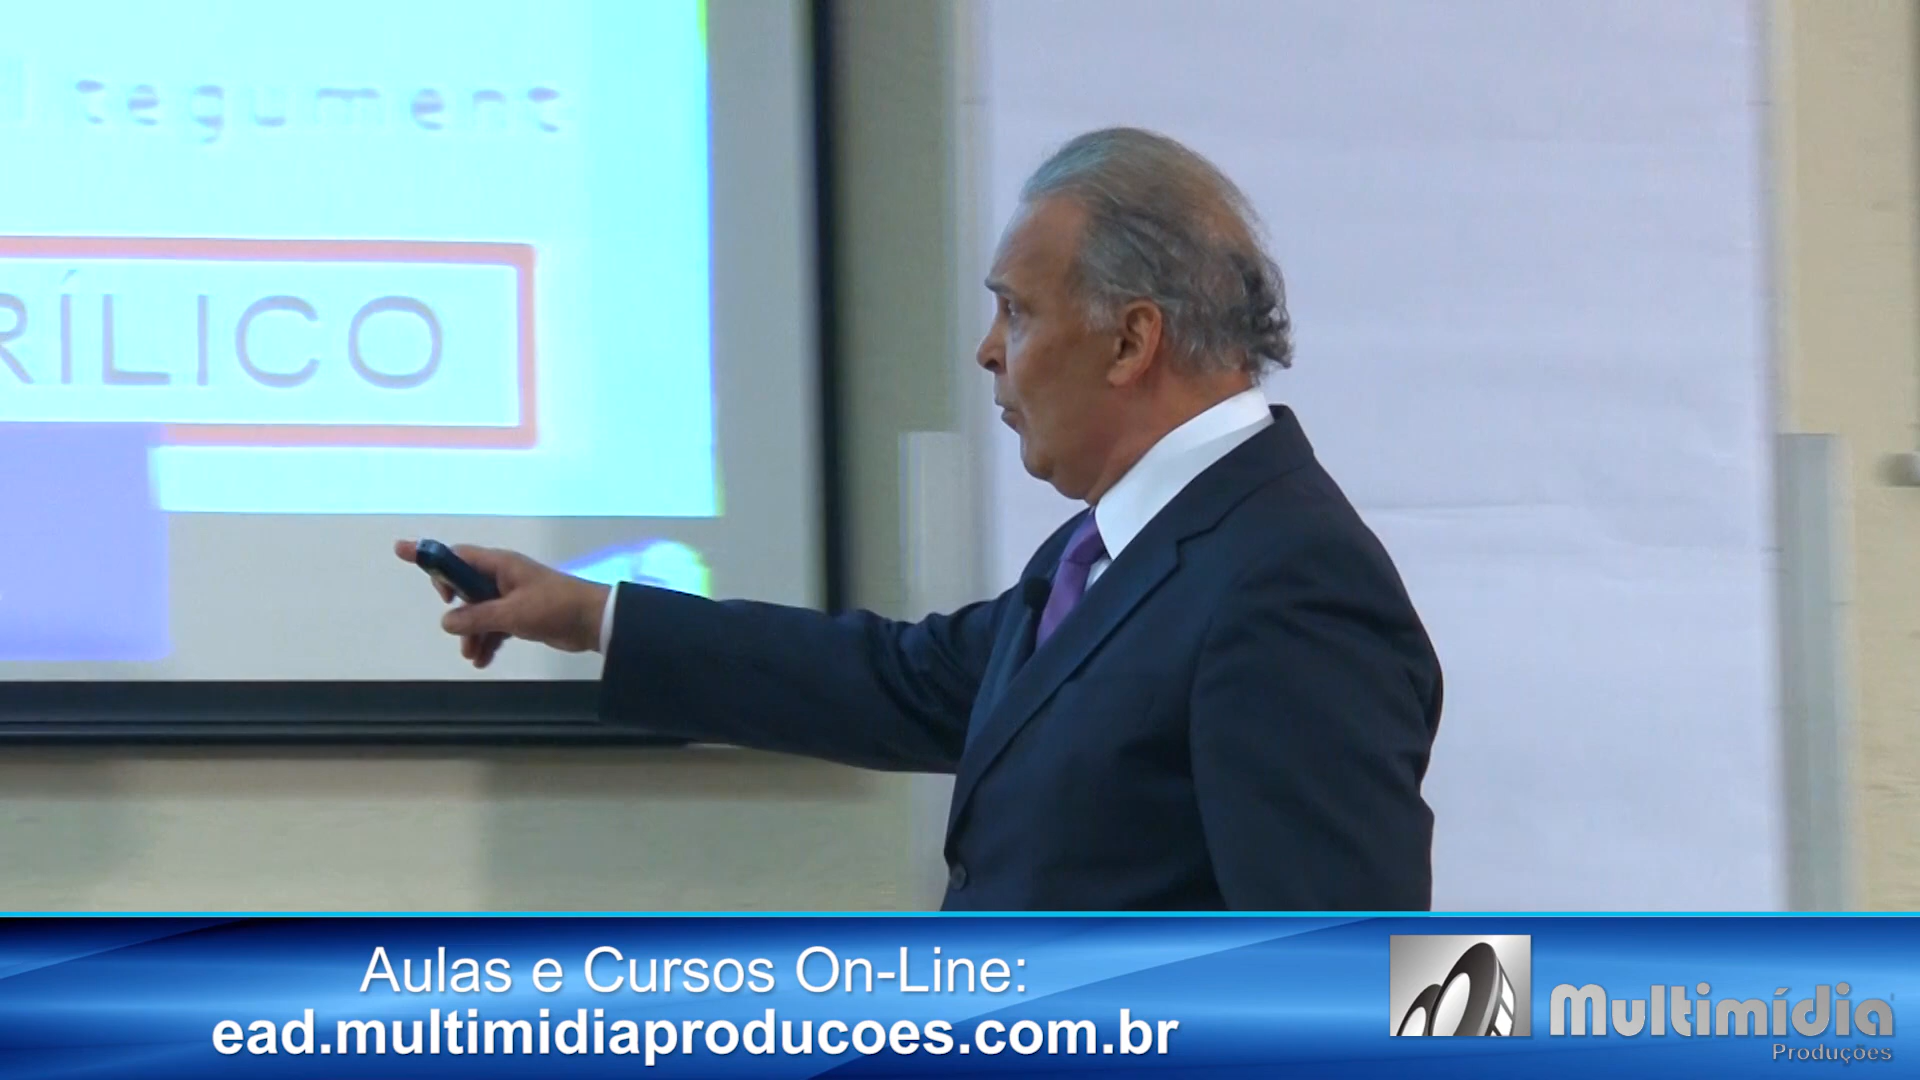 tegument
RÍLICO
Aulas e Cursos On-Line:
ead.multimidiaproducoes.com.br
Multimídia
Produções